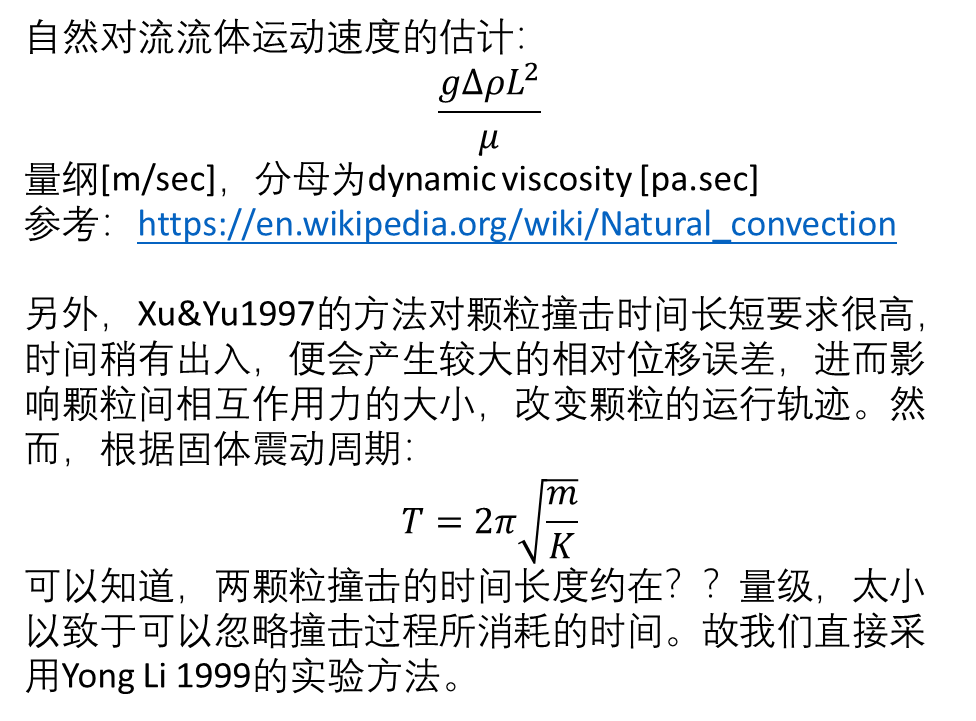 自然对流流体运动速度的估计：
gΔρL²
μ
量纲[m/sec]，分母为dynamic viscosity [pa.sec]
参考：https://en.wikipedia.org/wiki/Natural_convection
另外，Xu&Yu1997的方法对颗粒撞击时间长短要求很高，
时间稍有出入，便会产生较大的相对位移误差，进而影
响颗粒间相互作用力的大小，改变颗粒的运行轨迹。然
而，根据固体震动周期：
T = 2π√(m/K)
可以知道，两颗粒撞击的时间长度约在？？量级，太小
以致于可以忽略撞击过程所消耗的时间。故我们直接采
用Yong Li 1999的实验方法。